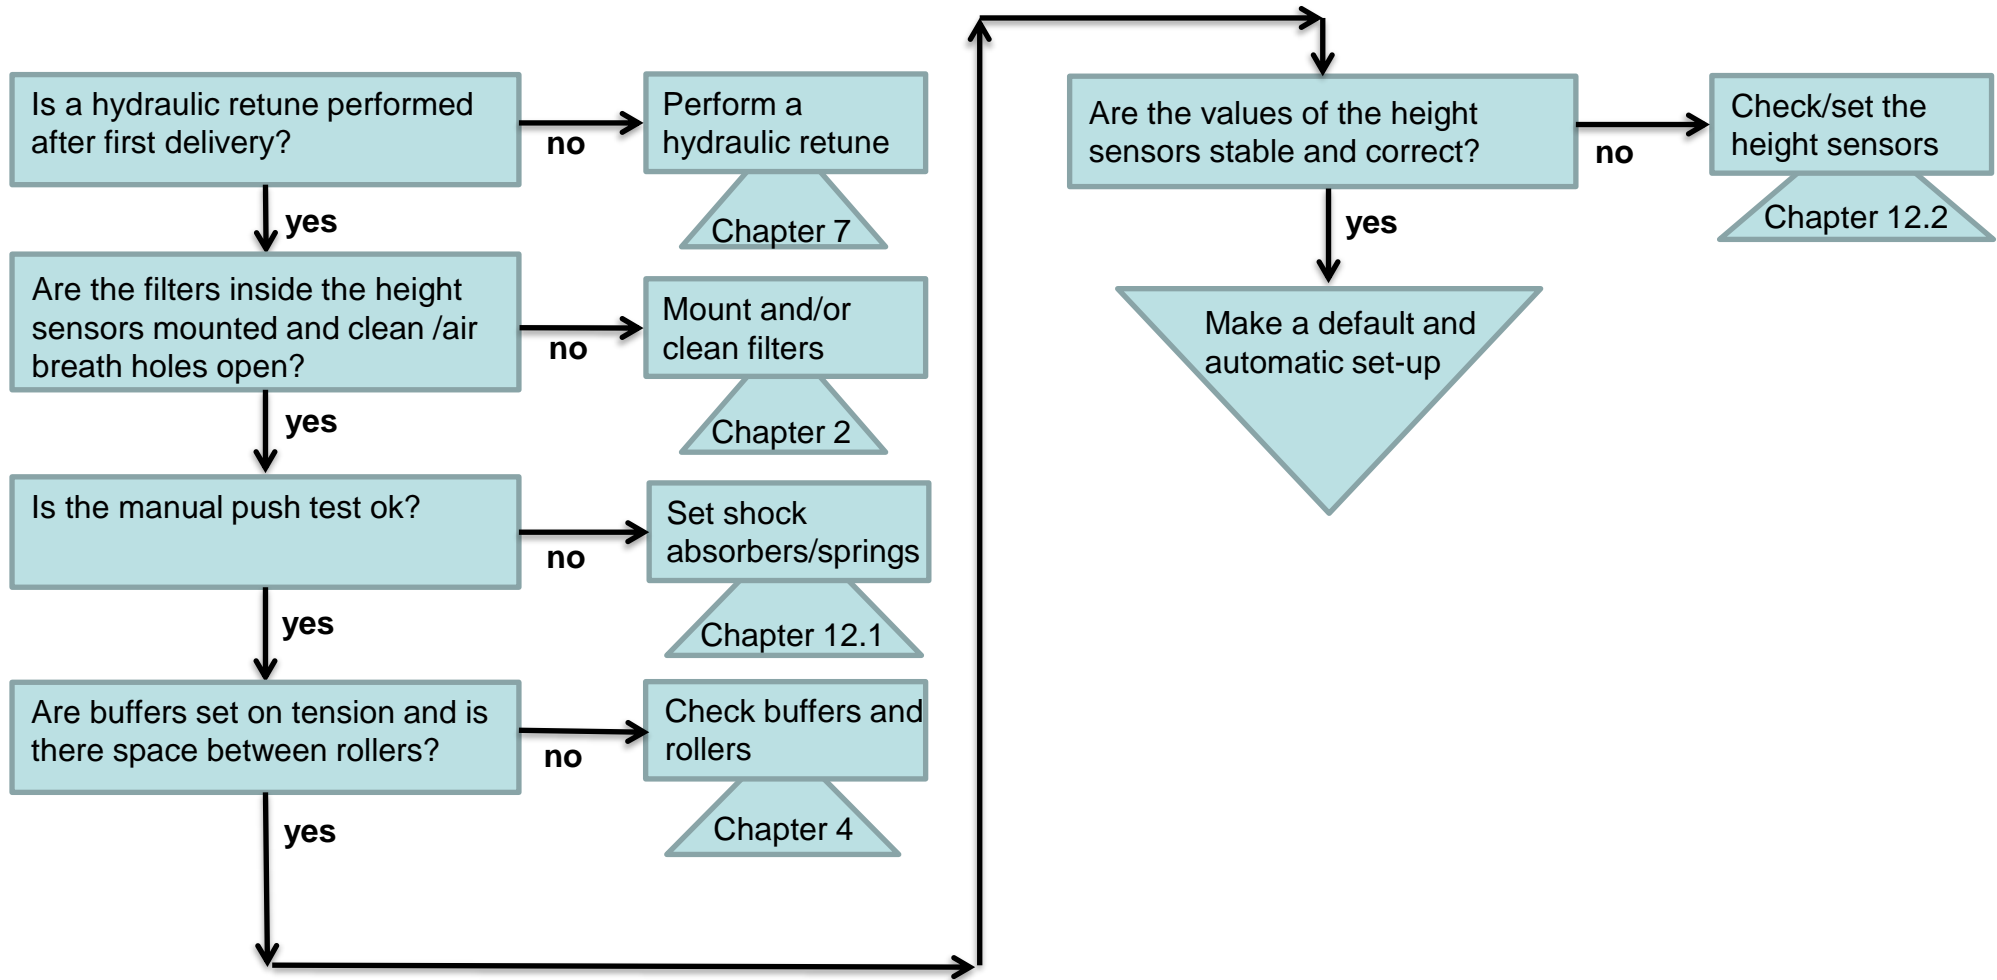 Is a hydraulic retune performed
after first delivery?
no
Perform a
hydraulic retune
Chapter 7
yes
Are the filters inside the height
sensors mounted and clean /air
breath holes open?
no
Mount and/or
clean filters
Chapter 2
yes
Is the manual push test ok?
no
Set shock
absorbers/springs
Chapter 12.1
yes
Are buffers set on tension and is
there space between rollers?
no
Check buffers and
rollers
Chapter 4
yes
Are the values of the height
sensors stable and correct?
no
Check/set the
height sensors
Chapter 12.2
yes
Make a default and
automatic set-up